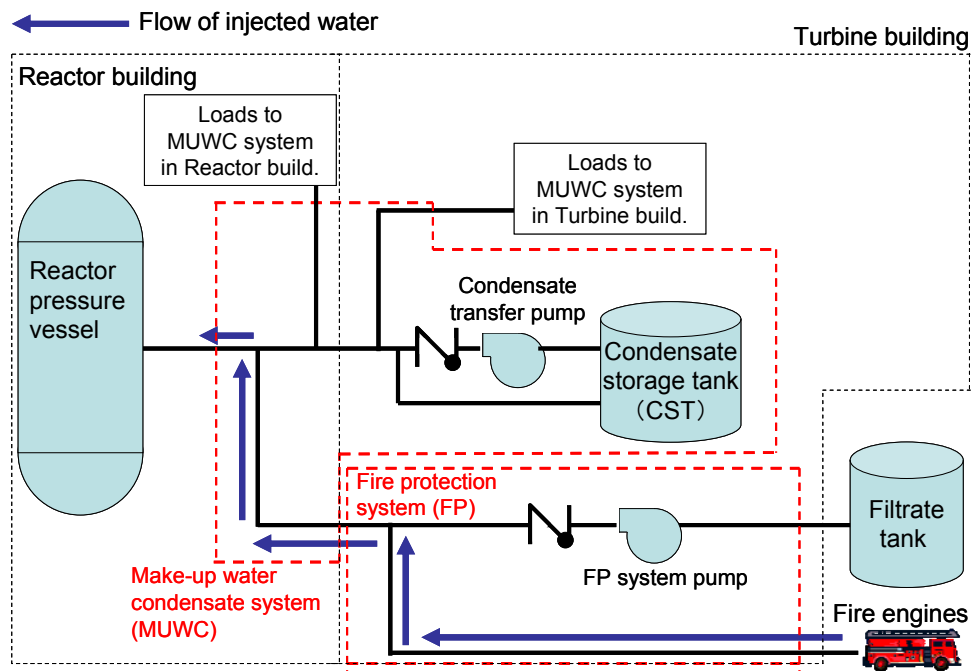 Flow of injected water
Turbine building
Reactor building
Loads to
MUWC system
in Reactor build.
Loads to
MUWC system
in Turbine build.
Reactor
pressure
vessel
Condensate
transfer pump
Condensate
storage tank
（CST）
Fire protection
system (FP)
Filtrate
tank
FP system pump
Make-up water
condensate system
(MUWC)
Fire engines